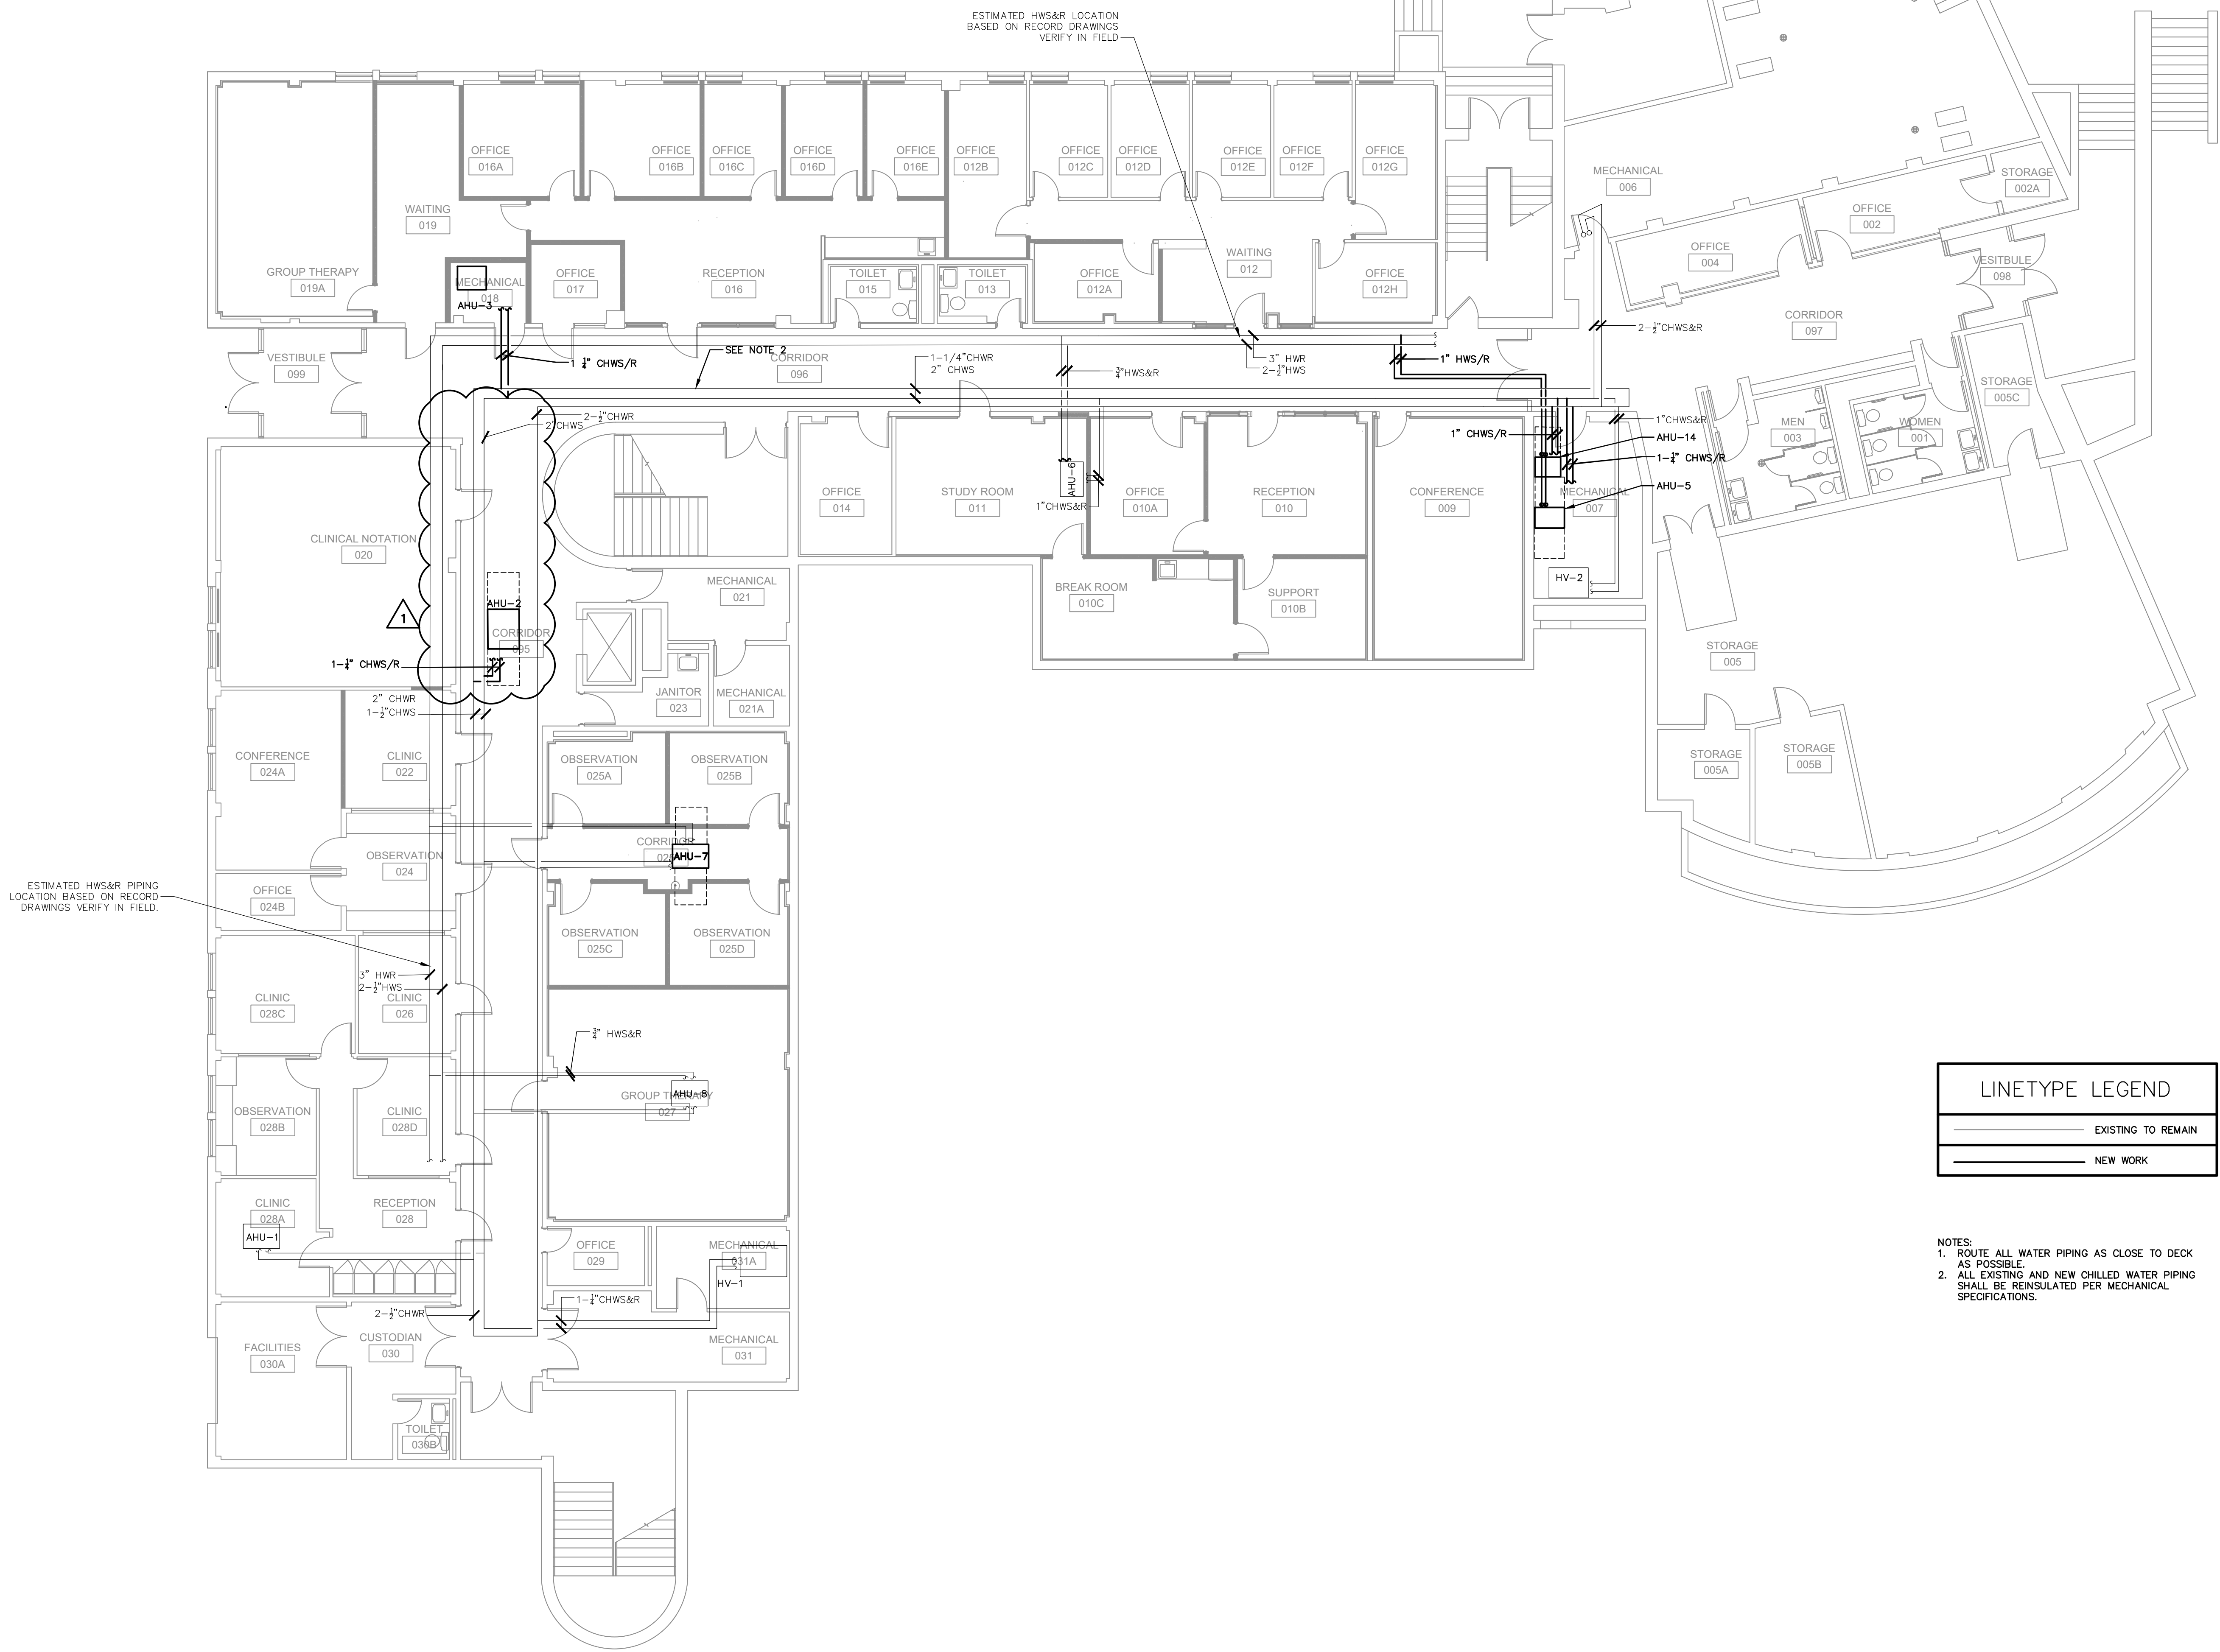 ESTIMATED HWS&R LOCATION
BASED ON RECORD DRAWINGS
VERIFY IN FIELD
OFFICE
016A
OFFICE
016B
OFFICE
016C
OFFICE
016D
OFFICE
016E
OFFICE
012B
OFFICE
012C
OFFICE
012D
OFFICE
012E
OFFICE
012F
OFFICE
012G
MECHANICAL
006
STORAGE
002A
OFFICE
002
OFFICE
004
VESITBULE
098
WAITING
019
GROUP THERAPY
019A
MECHANICAL
018
AHU-3
OFFICE
017
RECEPTION
016
TOILET
015
TOILET
013
OFFICE
012A
WAITING
012
OFFICE
012H
CORRIDOR
097
2-½"CHWS&R
VESTIBULE
099
1 ¼" CHWS/R
SEE NOTE 2
CORRIDOR
096
1-1/4"CHWR
2" CHWS
¾"HWS&R
3" HWR
2-½"HWS
1" HWS/R
STORAGE
005C
2-½"CHWR
2"CHWS
1"CHWS&R
MEN
003
WOMEN
001
1" CHWS/R
AHU-14
1-¼" CHWS/R
AHU-5
MECHANICAL
007
OFFICE
014
STUDY ROOM
011
AHU-6
1"CHWS&R
OFFICE
010A
RECEPTION
010
CONFERENCE
009
CLINICAL NOTATION
020
MECHANICAL
021
BREAK ROOM
010C
SUPPORT
010B
HV-2
1
AHU-2
CORRIDOR
095
1-¼" CHWS/R
STORAGE
005
2" CHWR
1-½"CHWS
JANITOR
023
MECHANICAL
021A
CONFERENCE
024A
CLINIC
022
OBSERVATION
025A
OBSERVATION
025B
STORAGE
005A
STORAGE
005B
OBSERVATION
024
CORRIDOR
AHU-7
OFFICE
024B
ESTIMATED HWS&R PIPING
LOCATION BASED ON RECORD
DRAWINGS VERIFY IN FIELD.
OBSERVATION
025C
OBSERVATION
025D
3" HWR
2-½"HWS
CLINIC
028C
CLINIC
026
¾" HWS&R
AHU-8
GROUP THERAPY
027
OBSERVATION
028B
CLINIC
028D
LINETYPE LEGEND
EXISTING TO REMAIN
NEW WORK
CLINIC
028A
AHU-1
RECEPTION
028
OFFICE
029
MECHANICAL
031A
HV-1
NOTES:
1. ROUTE ALL WATER PIPING AS CLOSE TO DECK
AS POSSIBLE.
2. ALL EXISTING AND NEW CHILLED WATER PIPING
SHALL BE REINSULATED PER MECHANICAL
SPECIFICATIONS.
1-¼"CHWS&R
2-½"CHWR
FACILITIES
030A
CUSTODIAN
030
MECHANICAL
031
TOILET
030B